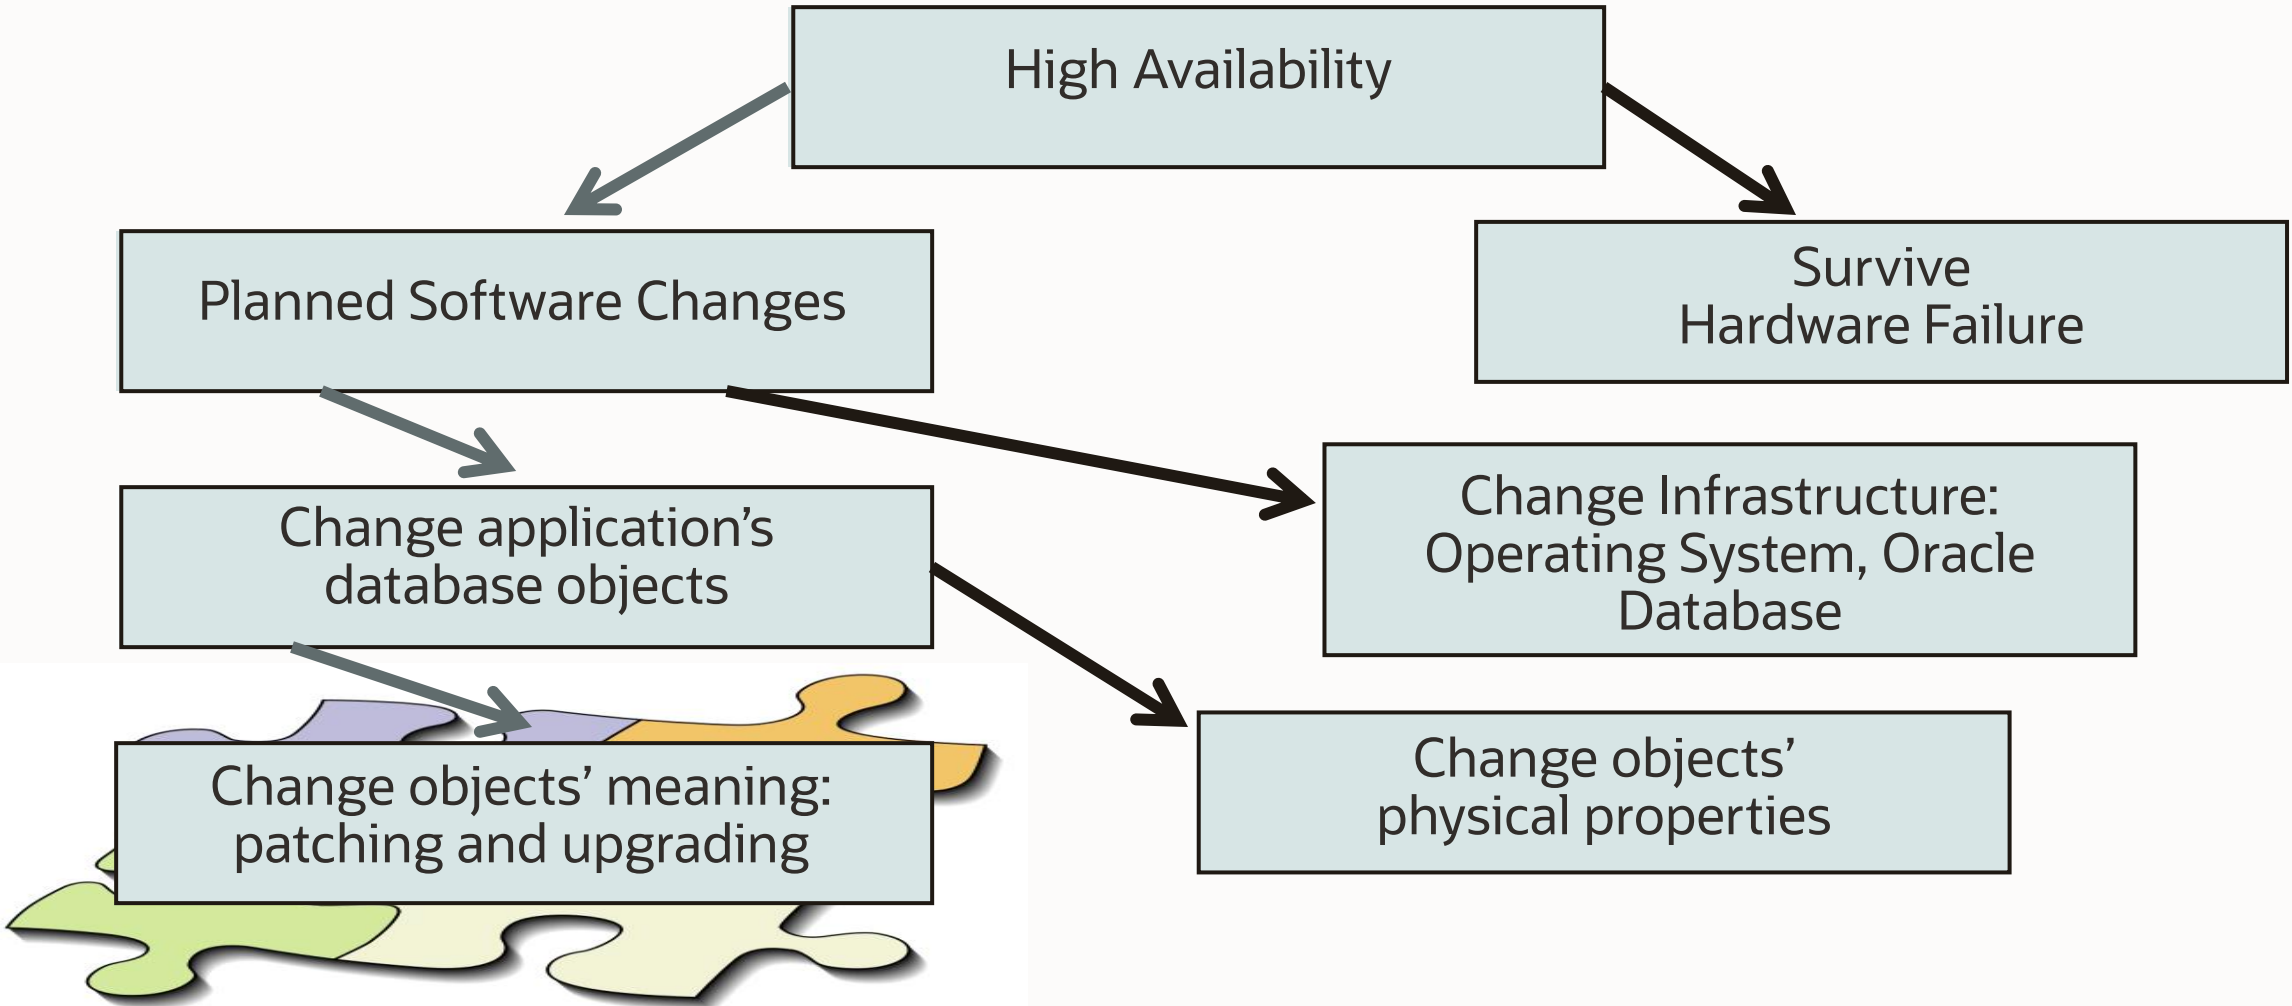 High Availability
Planned Software Changes
Survive
Hardware Failure
Change application’s
database objects
Change Infrastructure:
Operating System, Oracle
Database
Change objects’ meaning:
patching and upgrading
Change objects’
physical properties